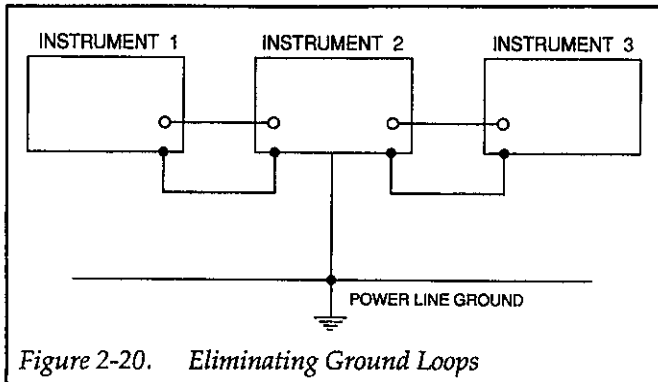 INSTRUMENT 1 INSTRUMENT 2 INSTRUMENT 3
POWER LINE GROUND
Figure 2-20. Eliminating Ground Loops